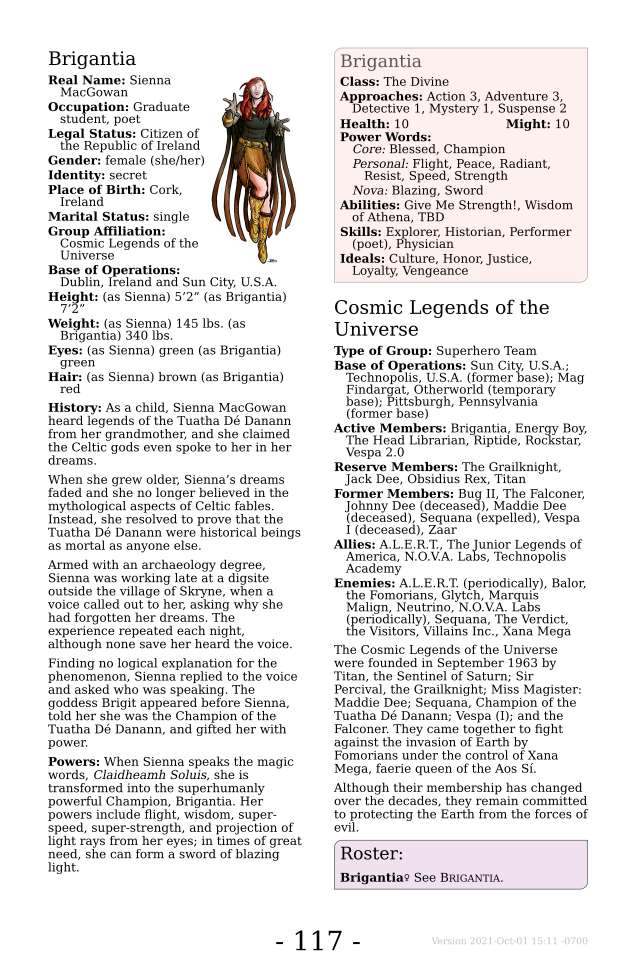 Brigantia
Real Name: Sienna
MacGowan
Occupation: Graduate
student, poet
Legal Status: Citizen of
the Republic of Ireland
Gender: female (she/her)
Identity: secret
Place of Birth: Cork,
Ireland
Marital Status: single
Group Affiliation:
Cosmic Legends of the
Universe
Base of Operations:
Dublin, Ireland and Sun City, U.S.A.
Height: (as Sienna) 5’2” (as Brigantia)
7’2”
Weight: (as Sienna) 145 lbs. (as
Brigantia) 340 lbs.
Eyes: (as Sienna) green (as Brigantia)
green
Hair: (as Sienna) brown (as Brigantia)
red
History: As a child, Sienna MacGowan
heard legends of the Tuatha Dé Danann
from her grandmother, and she claimed
the Celtic gods even spoke to her in her
dreams.
When she grew older, Sienna’s dreams
faded and she no longer believed in the
mythological aspects of Celtic fables.
Instead, she resolved to prove that the
Tuatha Dé Danann were historical beings
as mortal as anyone else.
Armed with an archaeology degree,
Sienna was working late at a digsite
outside the village of Skryne, when a
voice called out to her, asking why she
had forgotten her dreams. The
experience repeated each night,
although none save her heard the voice.
Finding no logical explanation for the
phenomenon, Sienna replied to the voice
and asked who was speaking. The
goddess Brigit appeared before Sienna,
told her she was the Champion of the
Tuatha Dé Danann, and gifted her with
power.
Powers: When Sienna speaks the magic
words, Claidheamh Soluis, she is
transformed into the superhumanly
powerful Champion, Brigantia. Her
powers include flight, wisdom, super-
speed, super-strength, and projection of
light rays from her eyes; in times of great
need, she can form a sword of blazing
light.
Brigantia
Class: The Divine
Approaches: Action 3, Adventure 3,
Detective 1, Mystery 1, Suspense 2
Health: 10 Might: 10
Power Words:
Core: Blessed, Champion
Personal: Flight, Peace, Radiant,
Resist, Speed, Strength
Nova: Blazing, Sword
Abilities: Give Me Strength!, Wisdom
of Athena, TBD
Skills: Explorer, Historian, Performer
(poet), Physician
Ideals: Culture, Honor, Justice,
Loyalty, Vengeance
Cosmic Legends of the
Universe
Type of Group: Superhero Team
Base of Operations: Sun City, U.S.A.;
Technopolis, U.S.A. (former base); Mag
Findargat, Otherworld (temporary
base); Pittsburgh, Pennsylvania
(former base)
Active Members: Brigantia, Energy Boy,
The Head Librarian, Riptide, Rockstar,
Vespa 2.0
Reserve Members: The Grailknight,
Jack Dee, Obsidius Rex, Titan
Former Members: Bug II, The Falconer,
Johnny Dee (deceased), Maddie Dee
(deceased), Sequana (expelled), Vespa
I (deceased), Zaar
Allies: A.L.E.R.T., The Junior Legends of
America, N.O.V.A. Labs, Technopolis
Academy
Enemies: A.L.E.R.T. (periodically), Balor,
the Fomorians, Glytch, Marquis
Malign, Neutrino, N.O.V.A. Labs
(periodically), Sequana, The Verdict,
the Visitors, Villains Inc., Xana Mega
The Cosmic Legends of the Universe
were founded in September 1963 by
Titan, the Sentinel of Saturn; Sir
Percival, the Grailknight; Miss Magister:
Maddie Dee; Sequana, Champion of the
Tuatha Dé Danann; Vespa (I); and the
Falconer. They came together to fight
against the invasion of Earth by
Fomorians under the control of Xana
Mega, faerie queen of the Aos Sí.
Although their membership has changed
over the decades, they remain committed
to protecting the Earth from the forces of
evil.
Roster:
Brigantia♀ See BRIGANTIA.
- 117 -
Version 2021-Oct-01 15:11 -0700